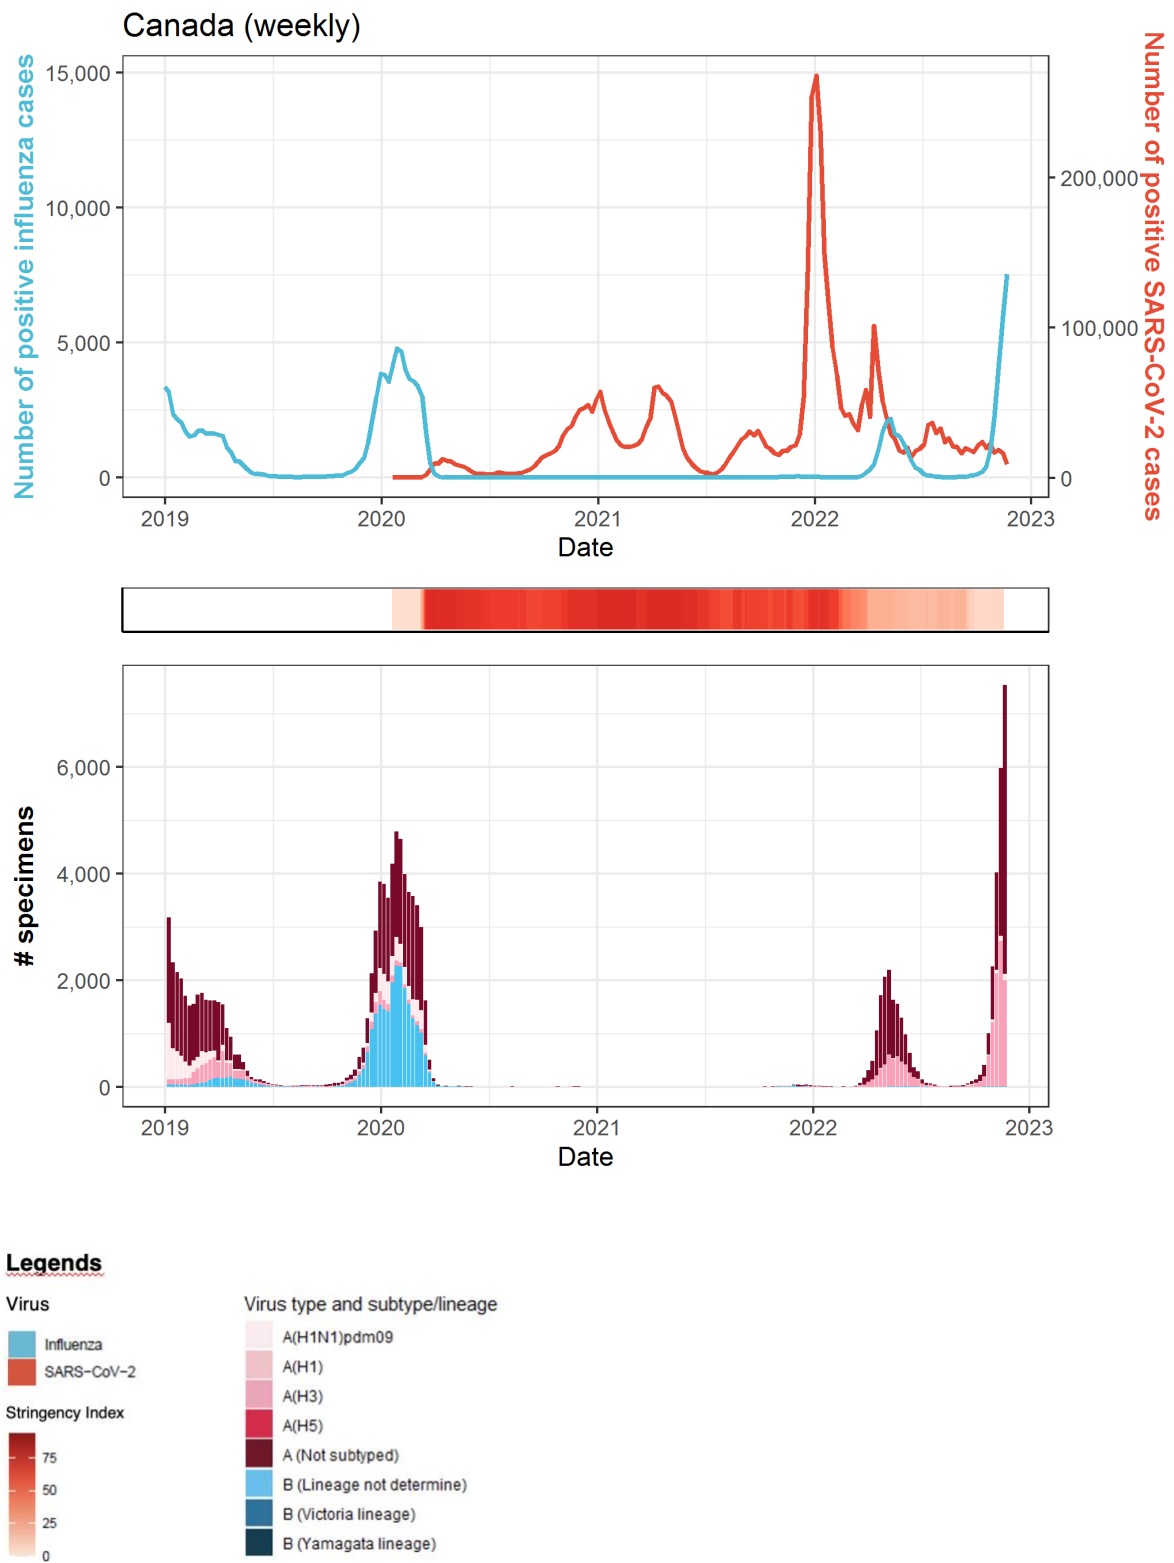 Canada (weekly)
Number of positive influenza cases
15,000
10,000
5,000
0
Number of positive SARS-CoV-2 cases
200,000
100,000
0
2019 2020 2021 2022 2023
Date
# specimens
6,000
4,000
2,000
0
2019 2020 2021 2022 2023
Date
Legends
Virus
Influenza
SARS-CoV-2
Stringency Index
75
50
25
0
Virus type and subtype/lineage
A(H1N1)pdm09
A(H1)
A(H3)
A(H5)
A (Not subtyped)
B (Lineage not determine)
B (Victoria lineage)
B (Yamagata lineage)